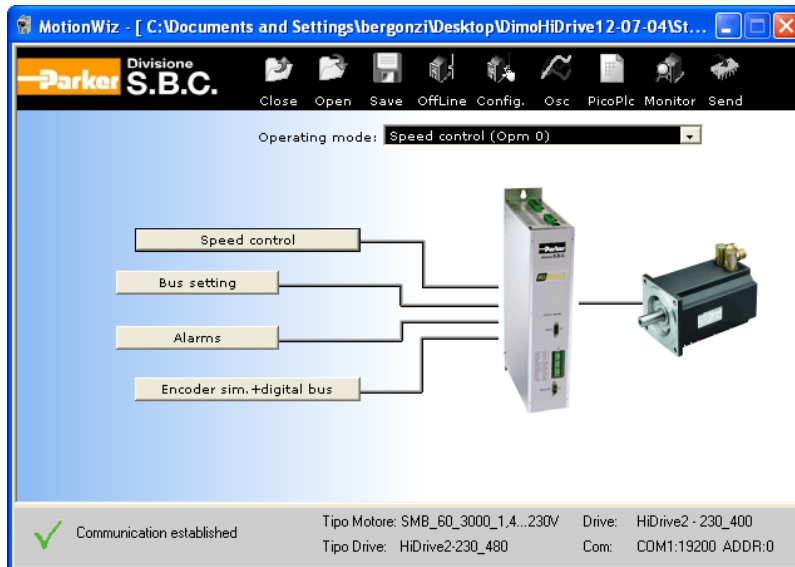 MotionWiz - [ C:\Documents and Settings\bergonzi\Desktop\DimoHiDrive12-07-04\St...
Parker Divisione S.B.C.
Close Open Save OffLine Config. Osc PicoPlc Monitor Send
Operating mode: Speed control (Opm 0)
Speed control
Bus setting
Alarms
Encoder sim.+digital bus
Parker
S.B.C.
Communication established
Tipo Motore: SMB_60_3000_1,4...230V Drive: HiDrive2 - 230_400
Tipo Drive: HiDrive2-230_480 Com: COM1:19200 ADDR:0